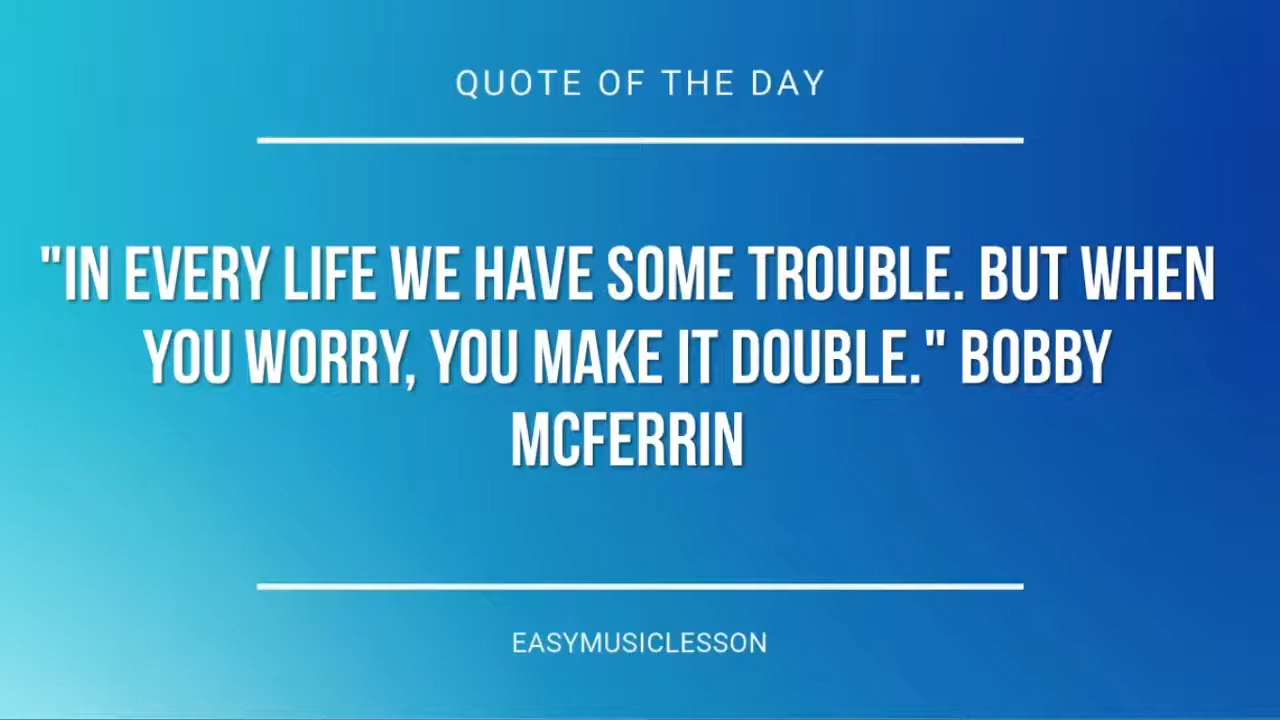 QUOTE OF THE DAY
"IN EVERY LIFE WE HAVE SOME TROUBLE. BUT WHEN
YOU WORRY, YOU MAKE IT DOUBLE." BOBBY
MCFERRIN
EASYMUSICLESSON